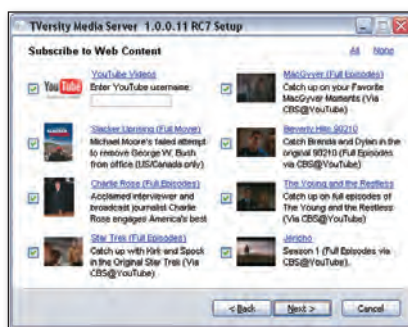 TVersity Media Server 1.0.0.11 RC7 Setup
Subscribe to Web Content
All None
YouTube
YouTube Videos
Enter YouTube username:
Slacker Uprising (Full Movie)
Michael Moore's failed attempt
to remove George W. Bush
from office (US/Canada only)
Charlie Rose (Full Episodes)
Acclaimed interviewer and
broadcast journalist Charlie
Rose engages America's best
Star Trek (Full Episodes)
Catch up with Kirk and Spock
in the Original Star Trek (Via
CBS@YouTube)
MacGyver (Full Episodes)
Catch up on your Favorite
MacGyver Moments (Via
CBS@YouTube)
Beverly Hills 90210
Catch Brenda and Dylan in the
original 90210 (Full Episodes
via CBS@YouTube)
The Young and the Restless
Catch up on full episodes of
The Young and the Restless
(Via CBS@YouTube)
Jericho
Season 1 (Full Episodes via
CBS@YouTube).
< Back
Next >
Cancel